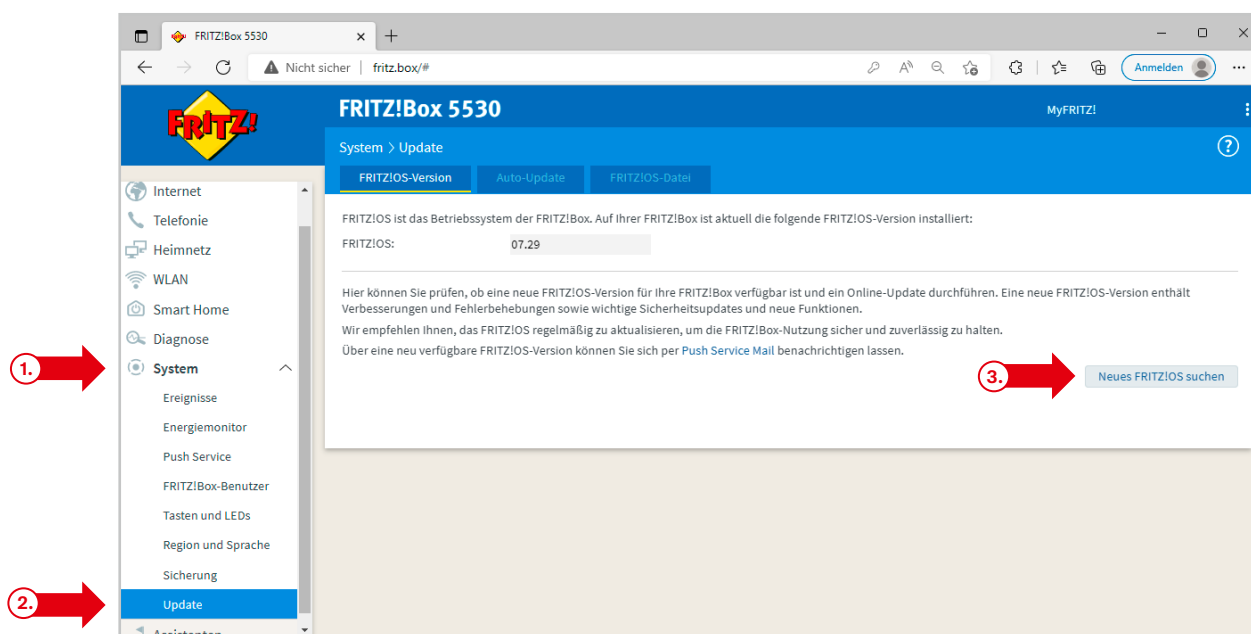 FRITZ!Box 5530
Nicht sicher
fritz.box/#
Anmelden
FRITZ!
FRITZ!Box 5530
MyFRITZ!
System > Update
FRITZ!OS-Version
Auto-Update
FRITZ!OS-Datei
Internet
Telefonie
Heimnetz
WLAN
Smart Home
Diagnose
1.
System
Ereignisse
Energiemonitor
Push Service
FRITZ!Box-Benutzer
Tasten und LEDs
Region und Sprache
Sicherung
2.
Update
Assistenten
FRITZ!OS ist das Betriebssystem der FRITZ!Box. Auf Ihrer FRITZ!Box ist aktuell die folgende FRITZ!OS-Version installiert:
FRITZ!OS: 07.29
Hier können Sie prüfen, ob eine neue FRITZ!OS-Version für Ihre FRITZ!Box verfügbar ist und ein Online-Update durchführen. Eine neue FRITZ!OS-Version enthält
Verbesserungen und Fehlerbehebungen sowie wichtige Sicherheitsupdates und neue Funktionen.
Wir empfehlen Ihnen, das FRITZ!OS regelmäßig zu aktualisieren, um die FRITZ!Box-Nutzung sicher und zuverlässig zu halten.
Über eine neu verfügbare FRITZ!OS-Version können Sie sich per Push Service Mail benachrichtigen lassen.
3.
Neues FRITZ!OS suchen